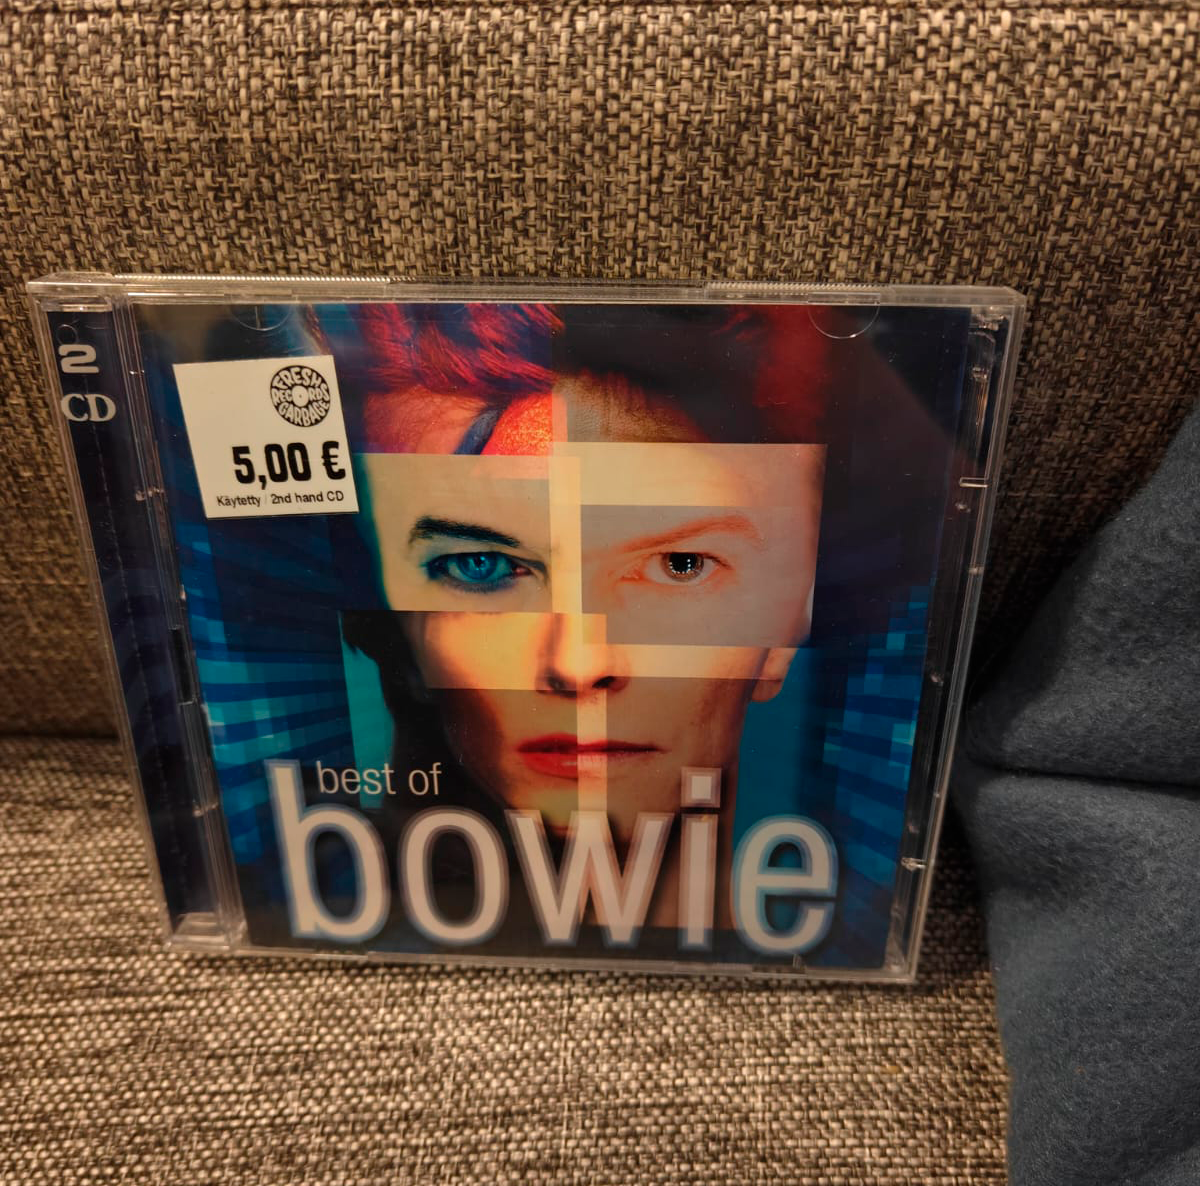 2
CD
FRESH
RECORDS
GARBAGE
5,00 €
Käytetty / 2nd hand CD
best of
bowie